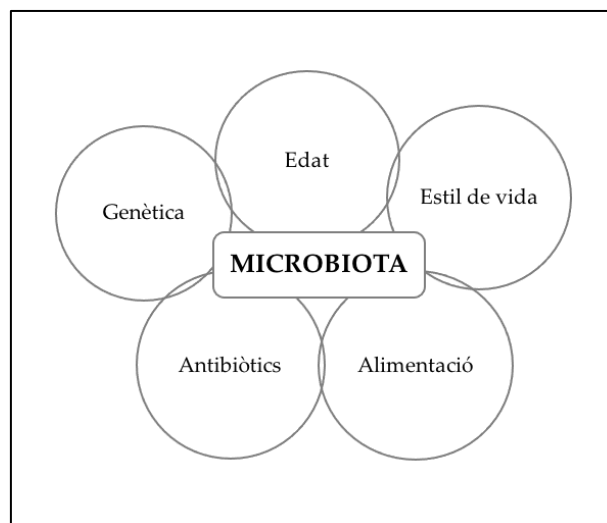 Edat
Estil de vida
Genètica
MICROBIOTA
Antibiòtics
Alimentació